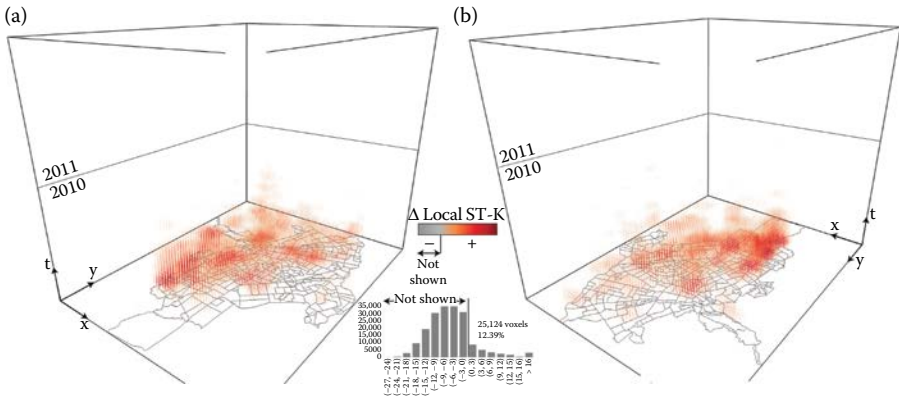 (a)
(b)
2011
2010
2011
2010
Δ Local ST-K
– +
Not
shown
t
y
x
x
t
y
Not shown
35,000
30,000
25,000
20,000
15,000
10,000
5000
0
25,124 voxels
12.39%
(−27, −24)
(−24, −21)
(−21, −18)
(−18, −15)
(−15, −12)
(−12, −9)
(−9, −6)
(−6, −3)
(−3, 0)
(0, 3)
(3, 6)
(6, 9)
(9, 12)
(12, 15)
(15, 16)
> 16